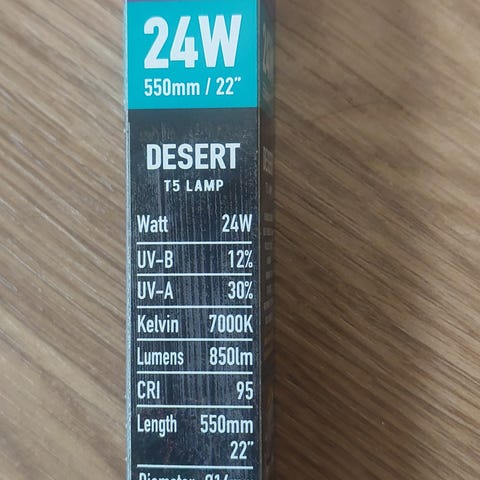 24W
550mm / 22"
DESERT
T5 LAMP
Watt 24W
UV-B 12%
UV-A 30%
Kelvin 7000K
Lumens 850lm
CRI 95
Length 550mm
22"
Diameter